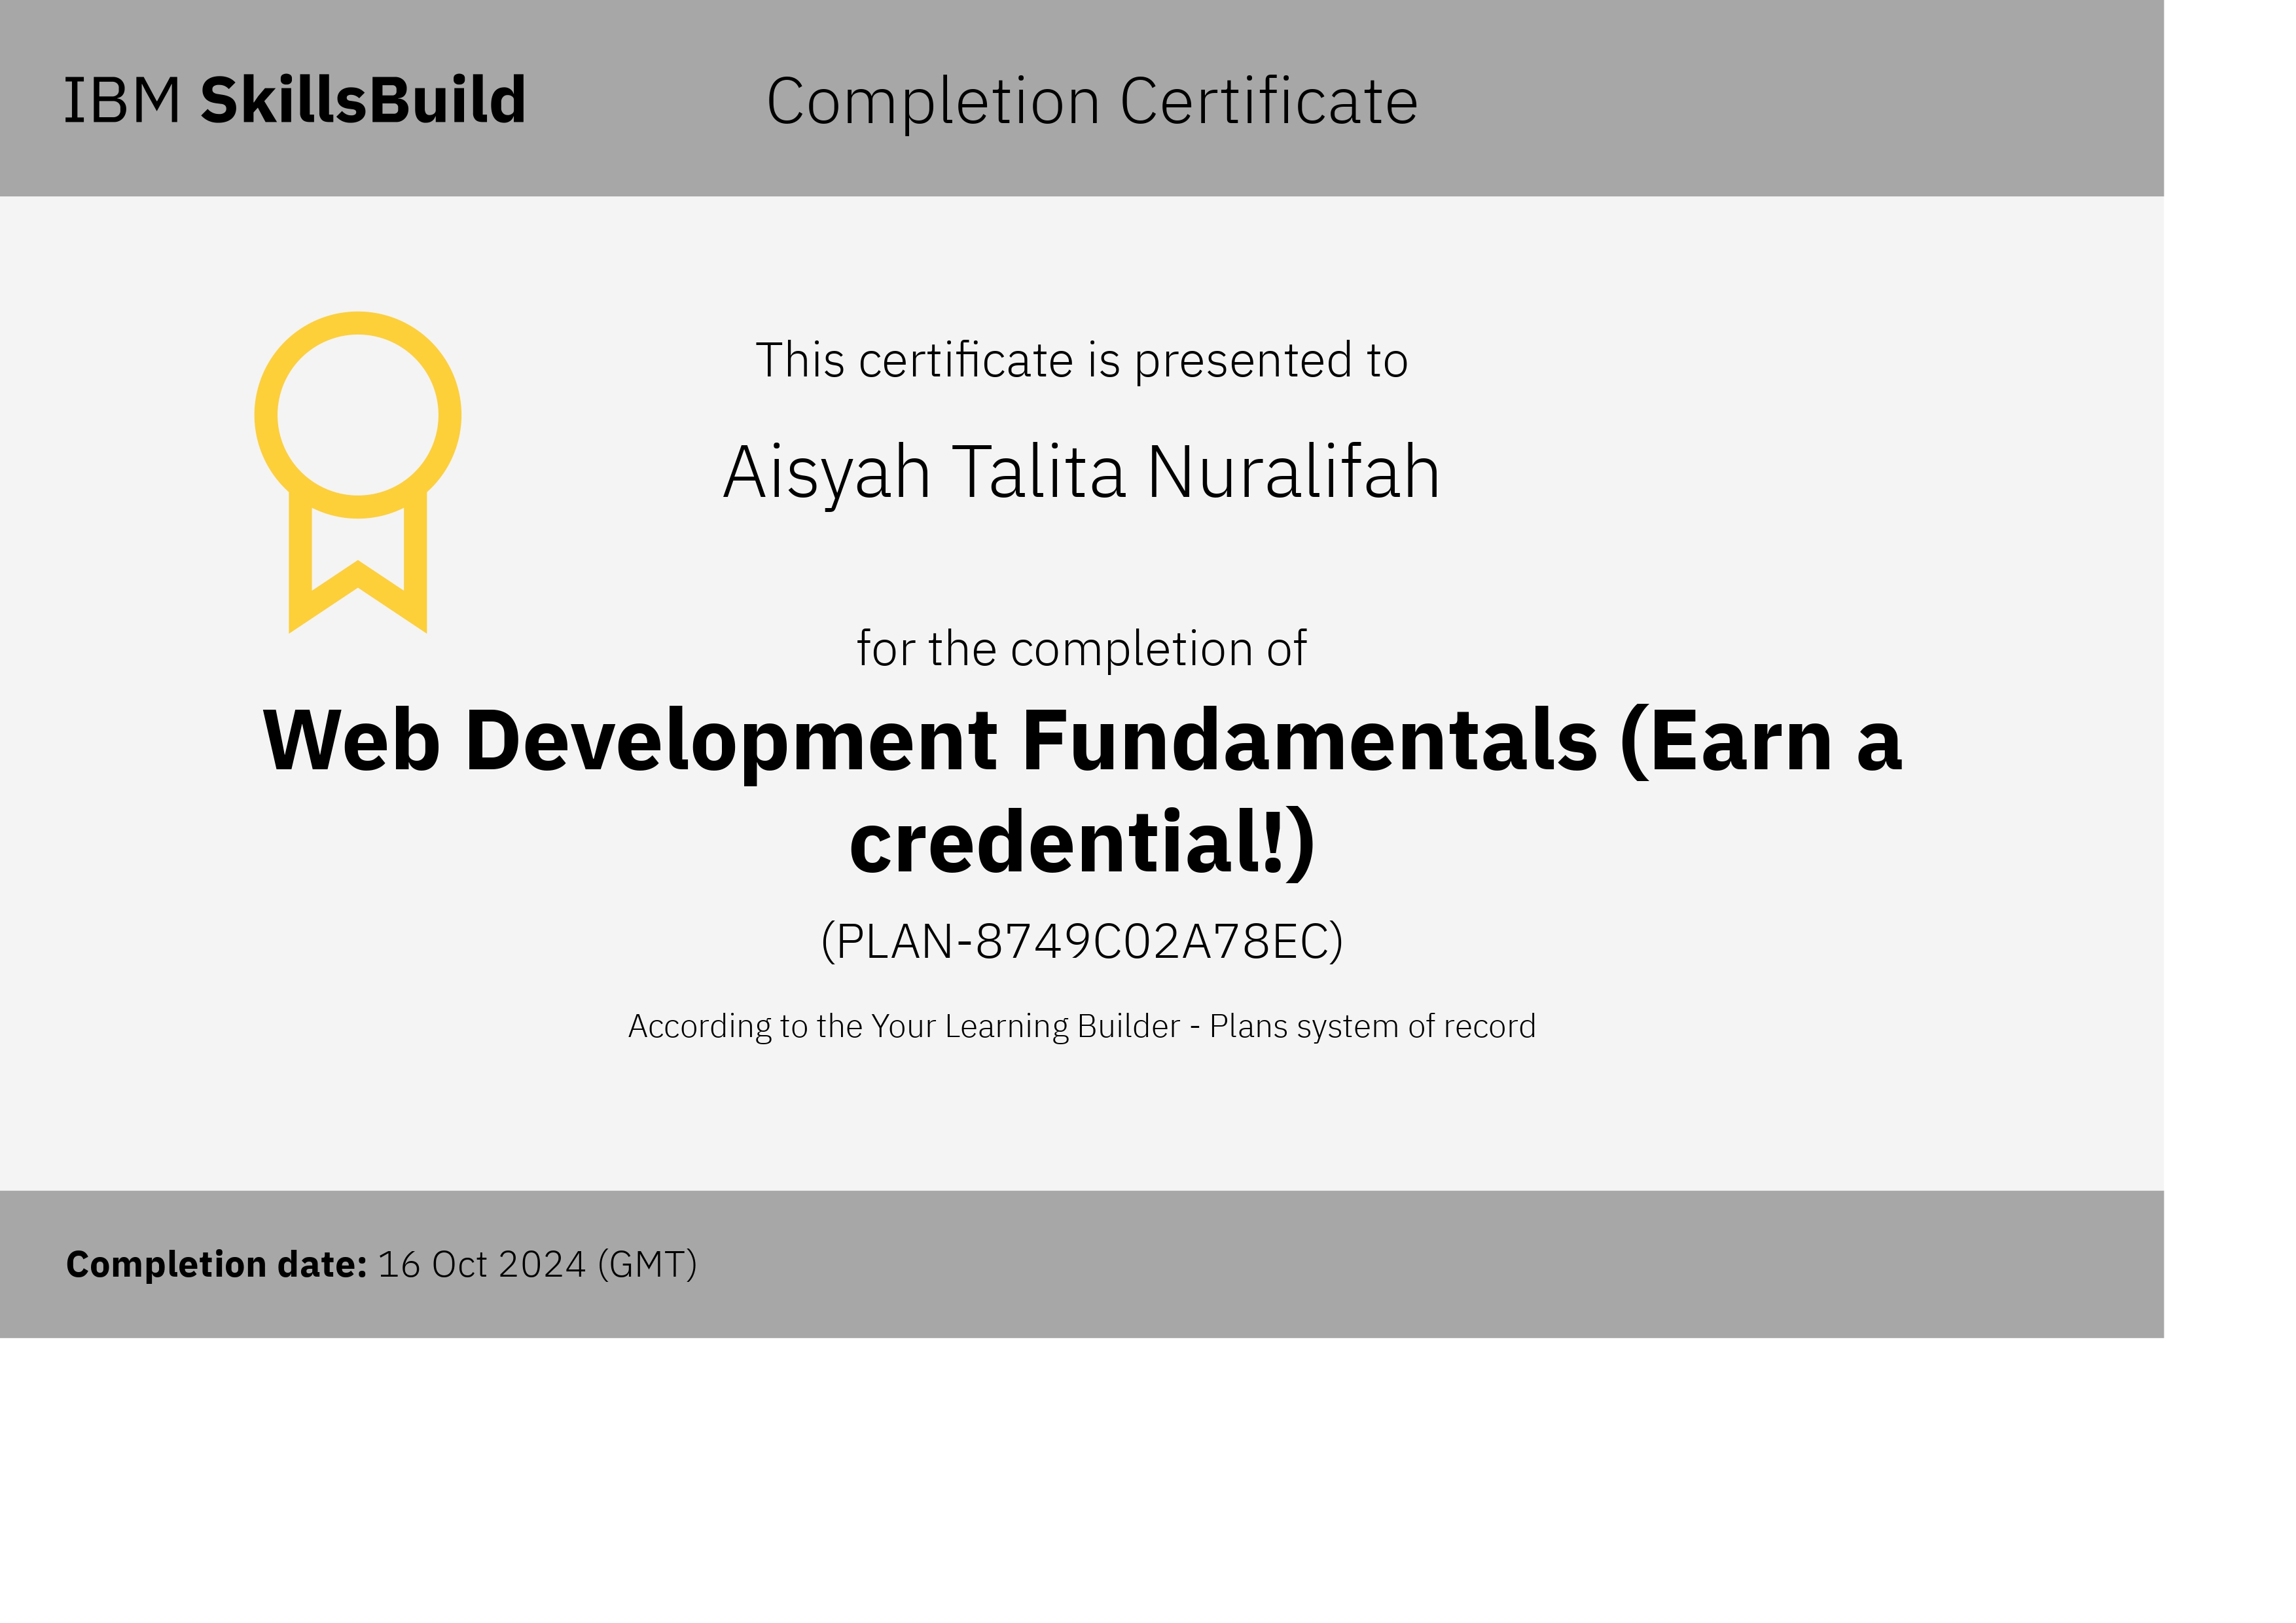 IBM SkillsBuild
Completion Certificate
This certificate is presented to
Aisyah Talita Nuralifah
for the completion of
Web Development Fundamentals (Earn a
credential!)
(PLAN-8749C02A78EC)
According to the Your Learning Builder - Plans system of record
Completion date: 16 Oct 2024 (GMT)